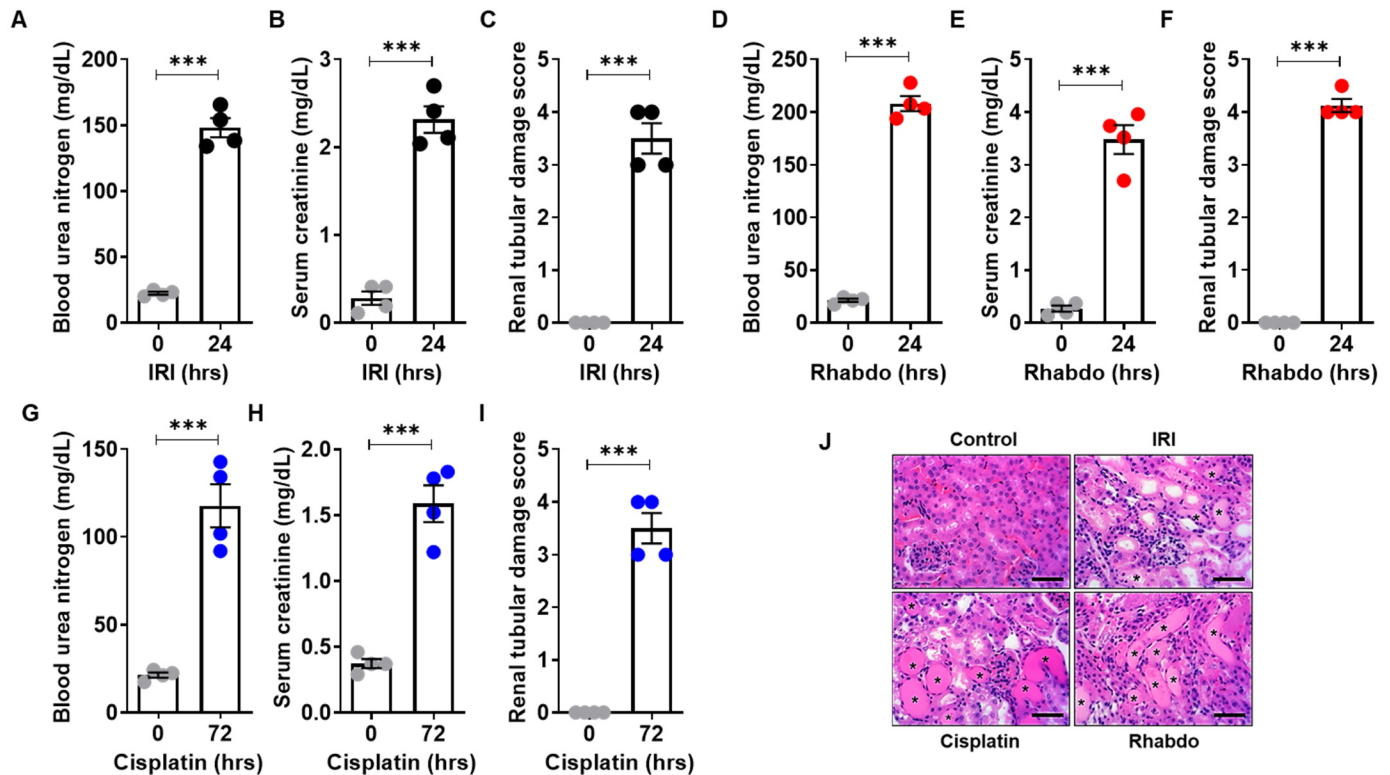 A
Blood urea nitrogen (mg/dL)
200
150
100
50
0
***
0 24
IRI (hrs)
B
Serum creatinine (mg/dL)
3
2
1
0
***
0 24
IRI (hrs)
C
Renal tubular damage score
5
4
3
2
1
0
***
0 24
IRI (hrs)
D
Blood urea nitrogen (mg/dL)
250
200
150
100
50
0
***
0 24
Rhabdo (hrs)
E
Serum creatinine (mg/dL)
5
4
3
2
1
0
***
0 24
Rhabdo (hrs)
F
Renal tubular damage score
5
4
3
2
1
0
***
0 24
Rhabdo (hrs)
G
Blood urea nitrogen (mg/dL)
150
100
50
0
***
0 72
Cisplatin (hrs)
H
Serum creatinine (mg/dL)
2.0
1.5
1.0
0.5
0.0
***
0 72
Cisplatin (hrs)
I
Renal tubular damage score
5
4
3
2
1
0
***
0 72
Cisplatin (hrs)
J
Control IRI
Cisplatin Rhabdo